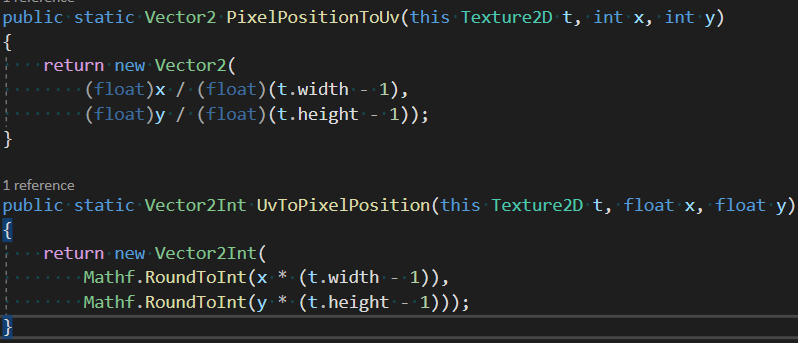 1 reference
public static Vector2 PixelPositionToUv(this Texture2D t, int x, int y)
{
return new Vector2(
(float)x / (float)(t.width - 1),
(float)y / (float)(t.height - 1));
}
1 reference
public static Vector2Int UvToPixelPosition(this Texture2D t, float x, float y)
{
return new Vector2Int(
Mathf.RoundToInt(x * (t.width - 1)),
Mathf.RoundToInt(y * (t.height - 1)));
}